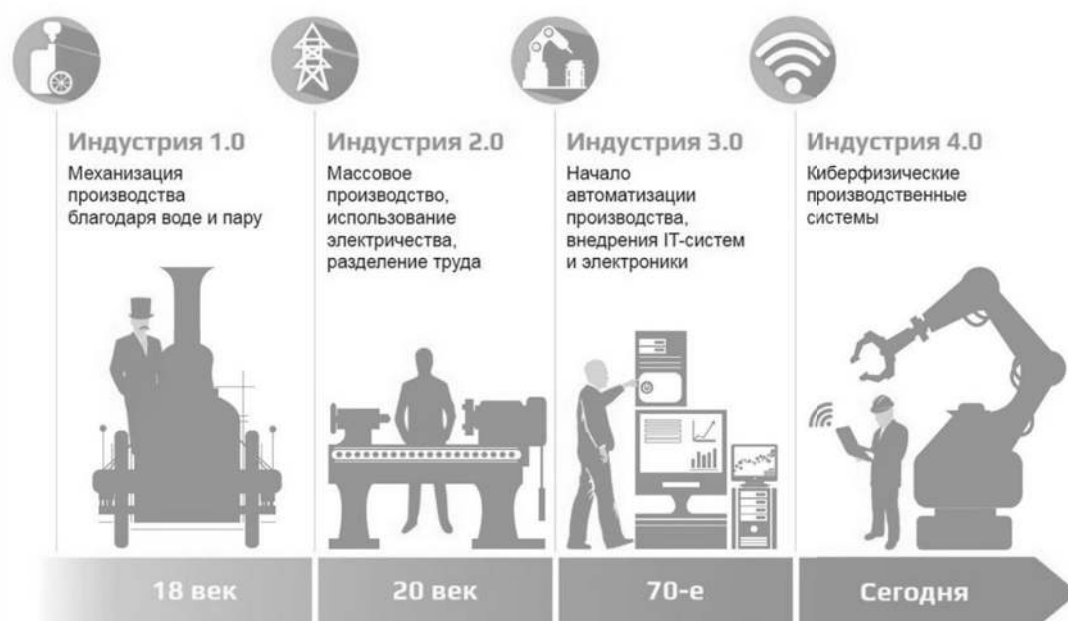 Индустрия 1.0
Механизация
производства
благодаря воде и пару
Индустрия 2.0
Массовое
производство,
использование
электричества,
разделение труда
Индустрия 3.0
Начало
автоматизации
производства,
внедрения IT-систем
и электроники
Индустрия 4.0
Киберфизические
производственные
системы
18 век
20 век
70-е
Сегодня